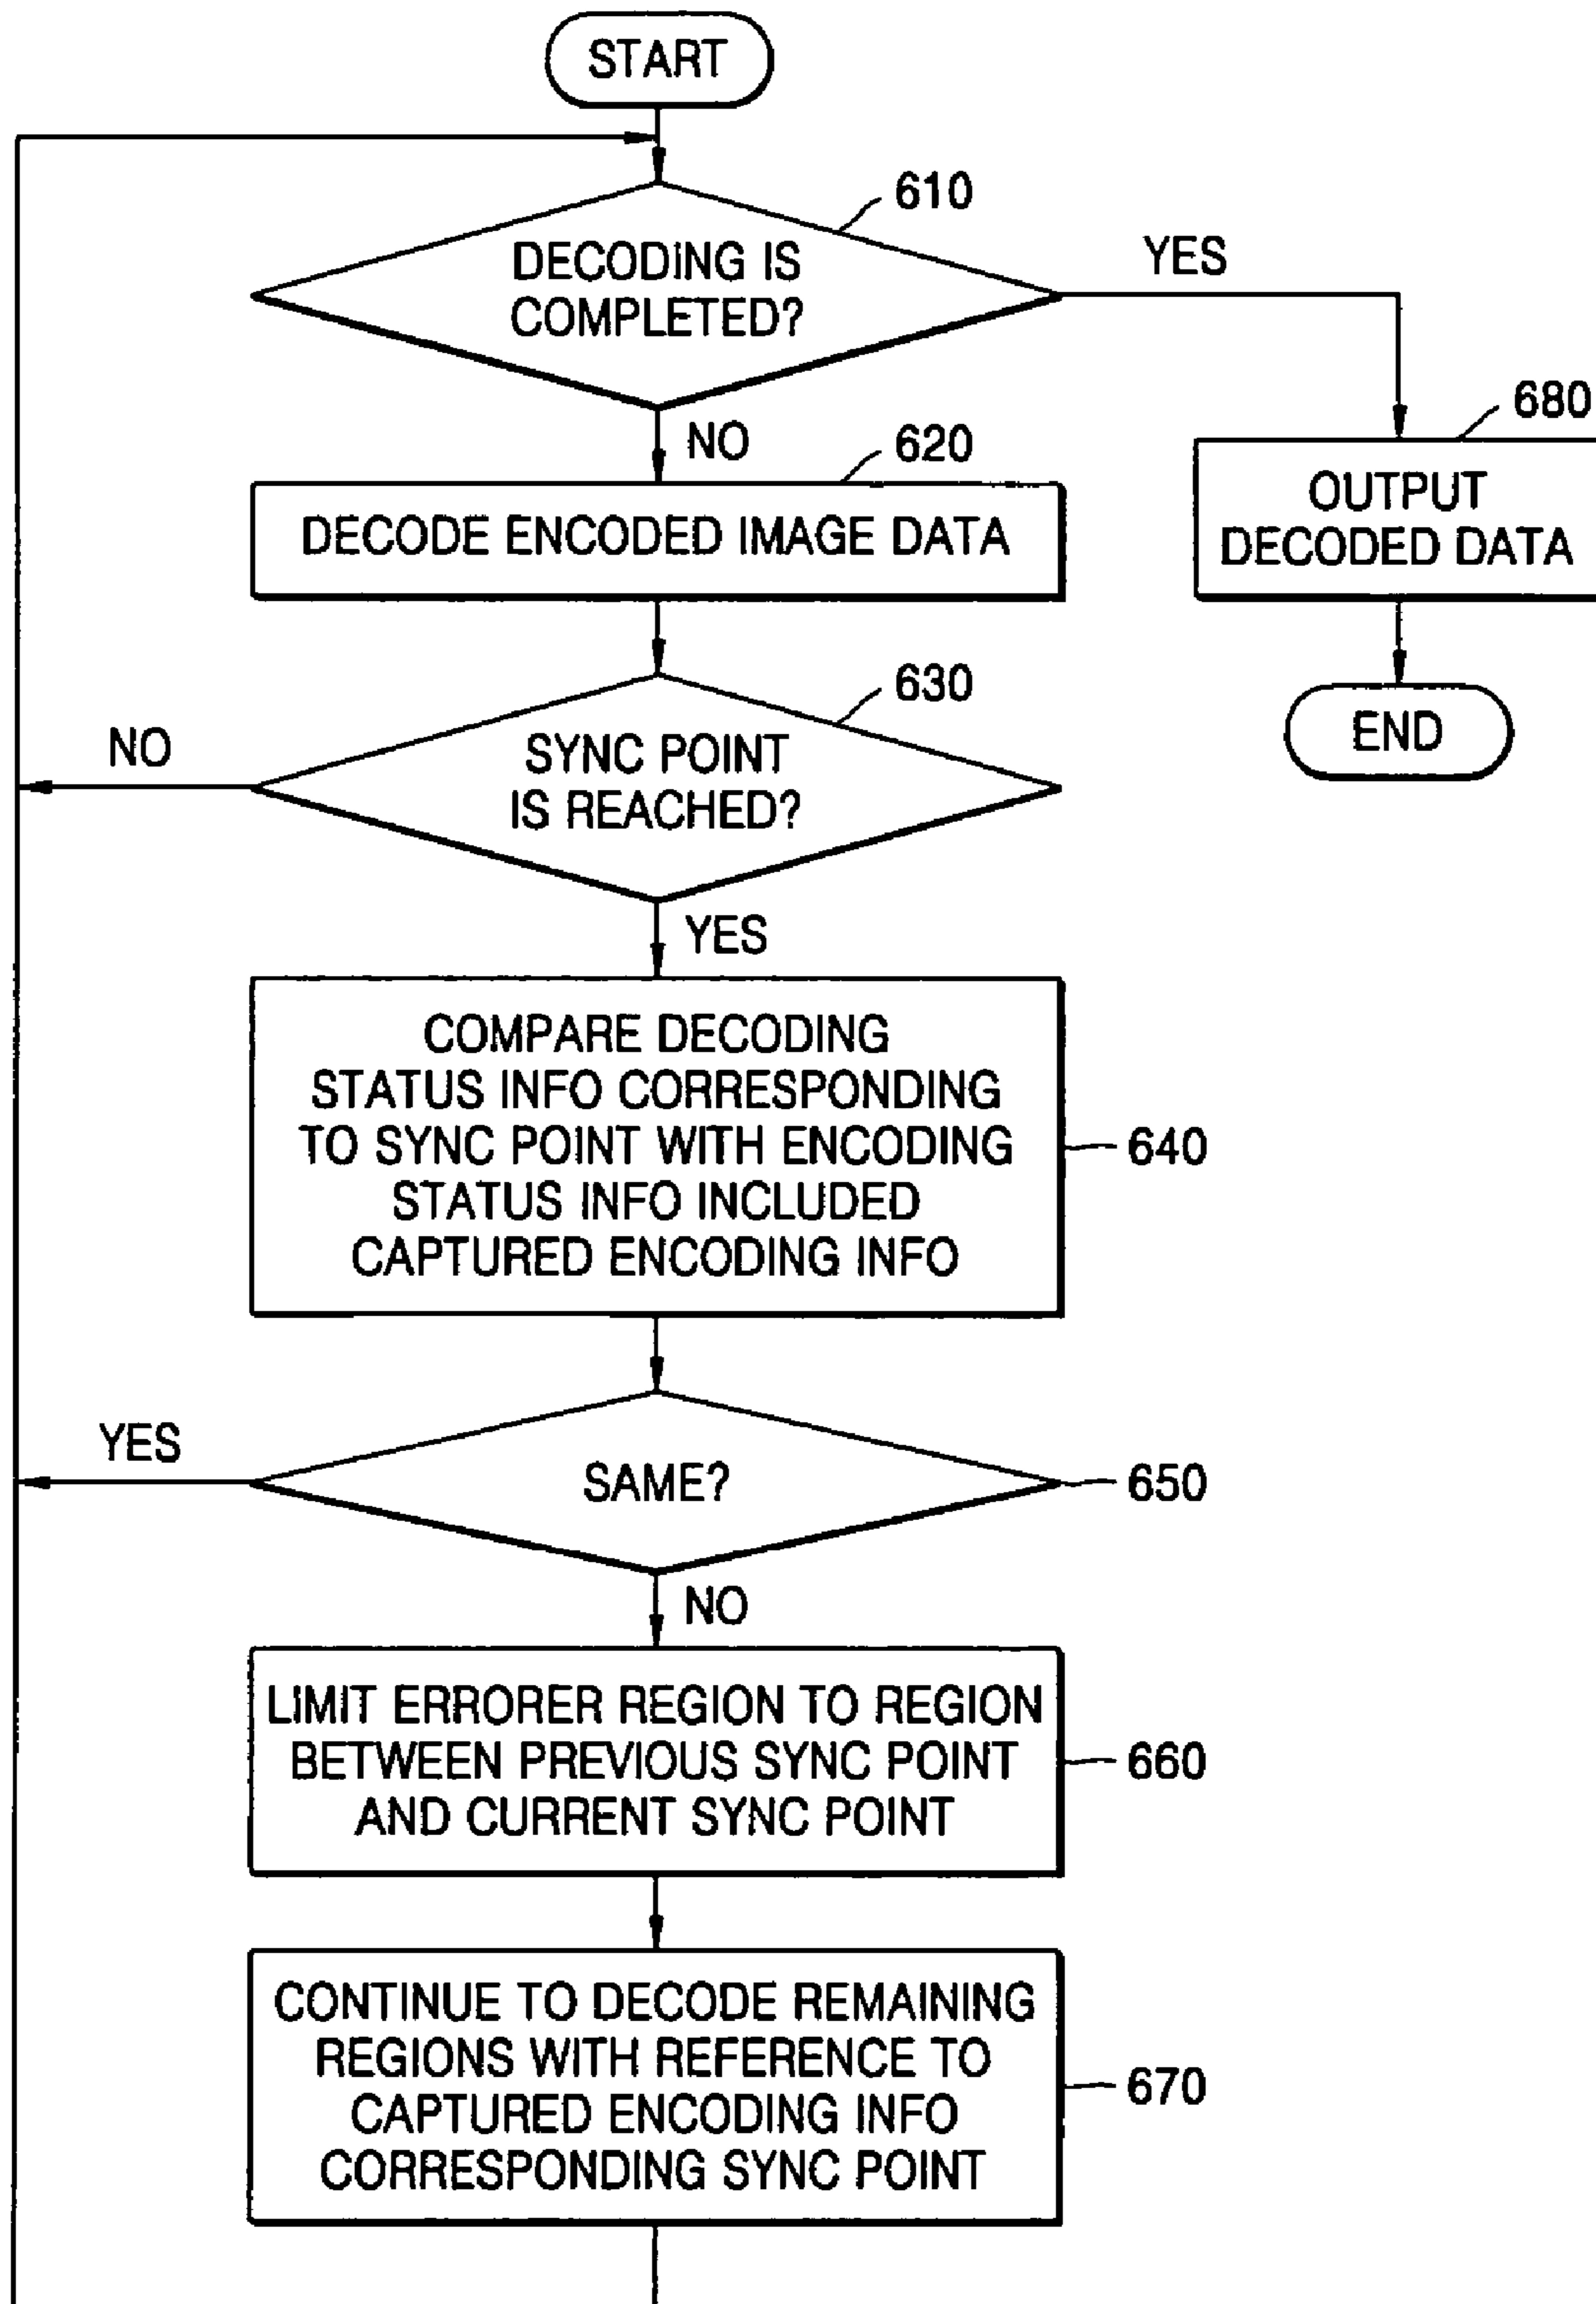 START
610
DECODING IS
COMPLETED?
YES
NO
620
DECODE ENCODED IMAGE DATA
680
OUTPUT
DECODED DATA
630
SYNC POINT
IS REACHED?
NO
END
YES
COMPARE DECODING
STATUS INFO CORRESPONDING
TO SYNC POINT WITH ENCODING
STATUS INFO INCLUDED
CAPTURED ENCODING INFO
640
YES
SAME?
650
NO
LIMIT ERRORER REGION TO REGION
BETWEEN PREVIOUS SYNC POINT
AND CURRENT SYNC POINT
660
CONTINUE TO DECODE REMAINING
REGIONS WITH REFERENCE TO
CAPTURED ENCODING INFO
CORRESPONDING SYNC POINT
670